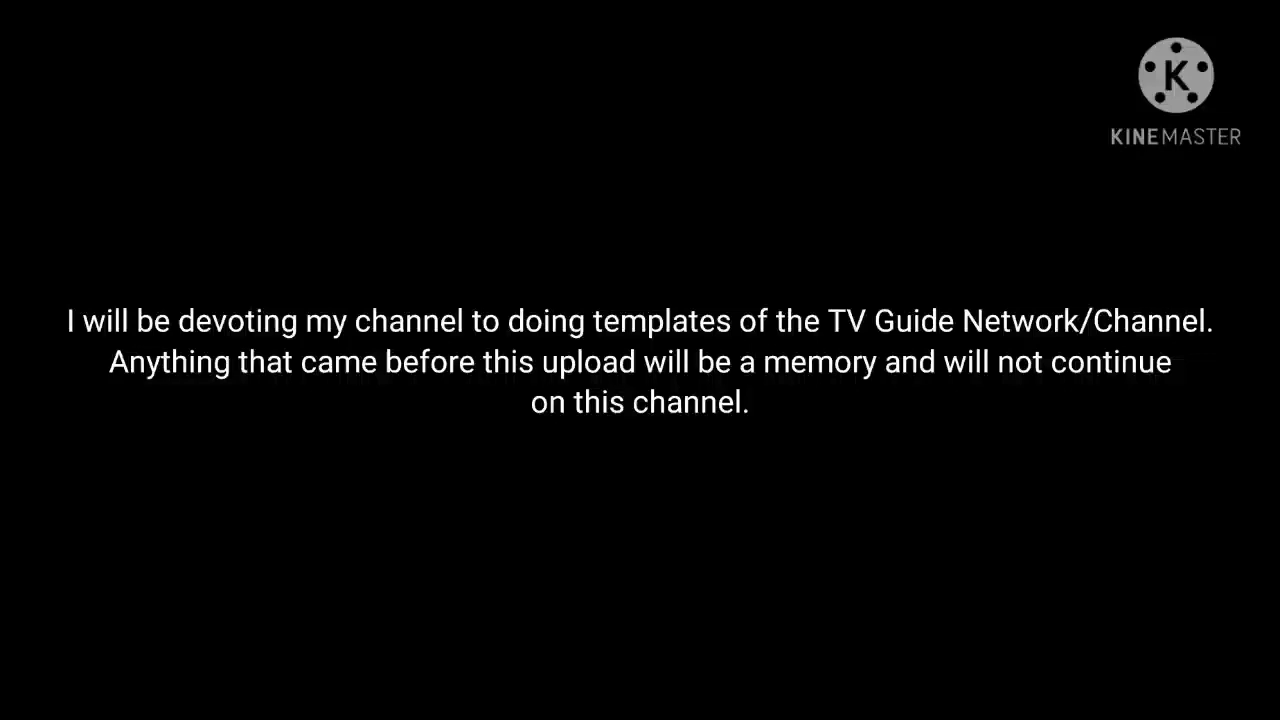 K
KINEMASTER
I will be devoting my channel to doing templates of the TV Guide Network/Channel.
Anything that came before this upload will be a memory and will not continue
on this channel.